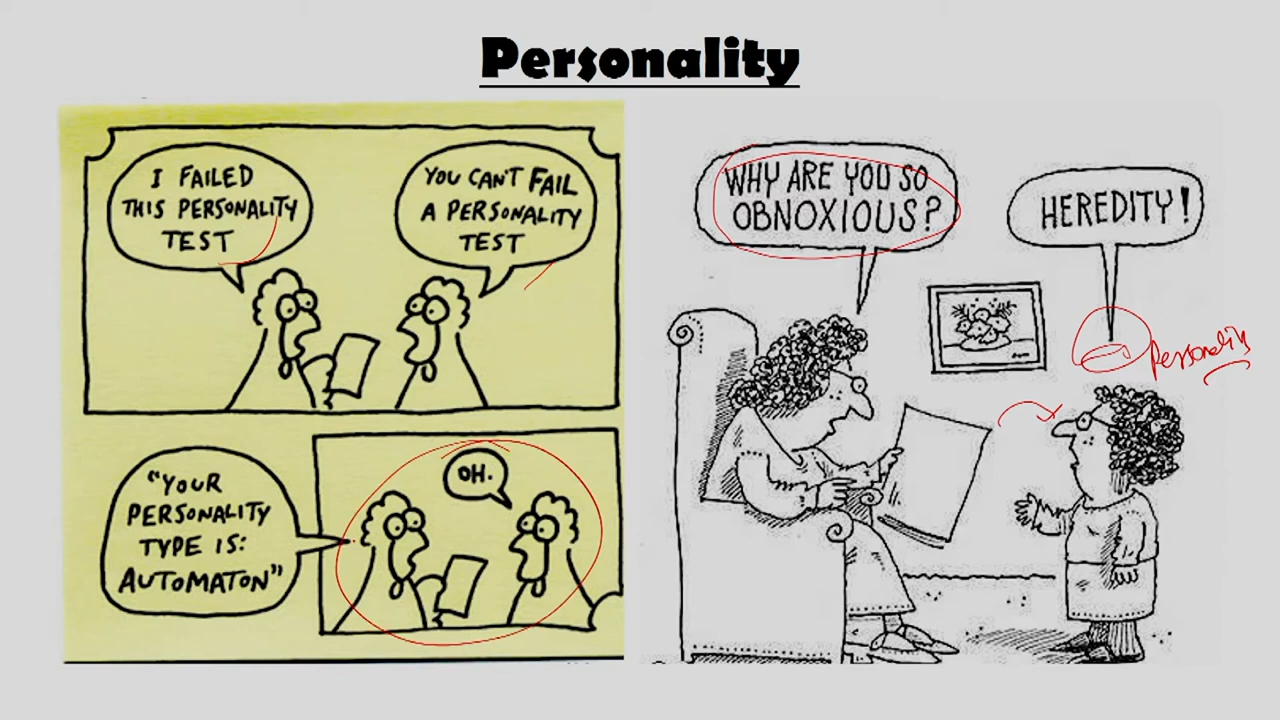 Personality
I FAILED
THIS PERSONALITY
TEST
YOU CAN'T FAIL
A PERSONALITY
TEST
"YOUR
PERSONALITY
TYPE IS:
AUTOMATON"
OH.
WHY ARE YOU SO
OBNOXIOUS?
HEREDITY!
Personality